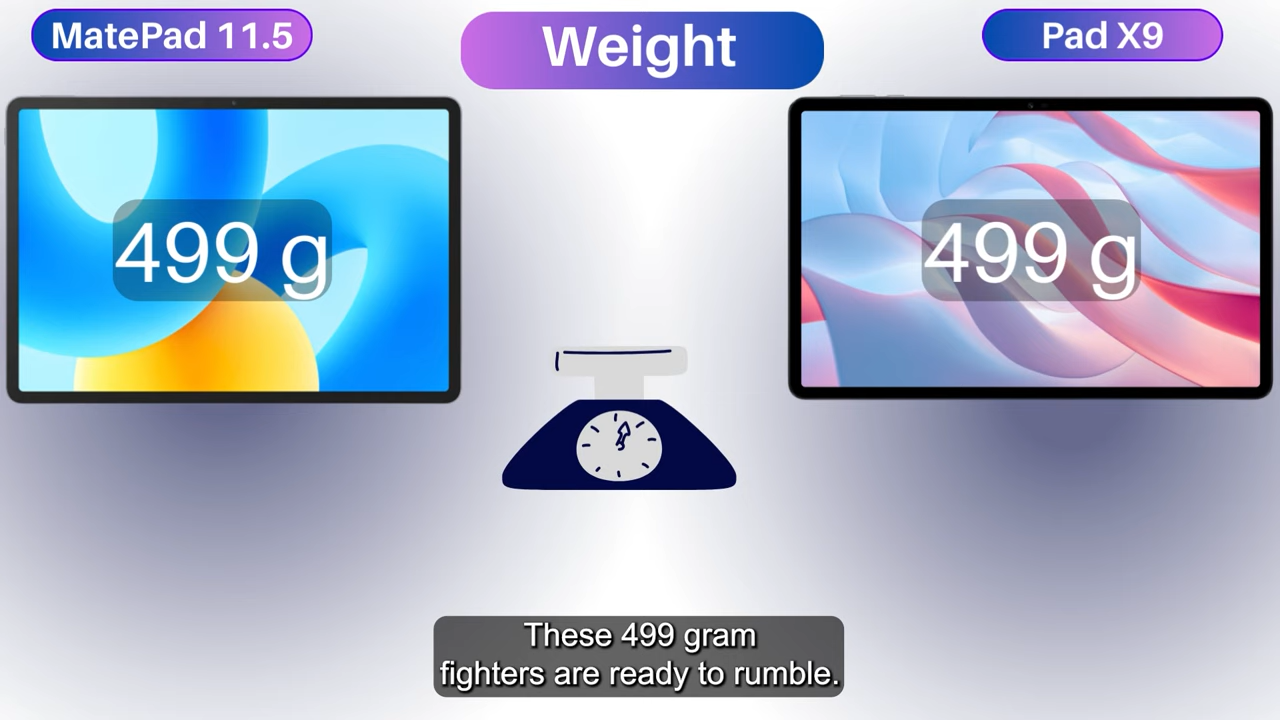 MatePad 11.5
Weight
Pad X9
499 g
499 g
These 499 gram
fighters are ready to rumble.